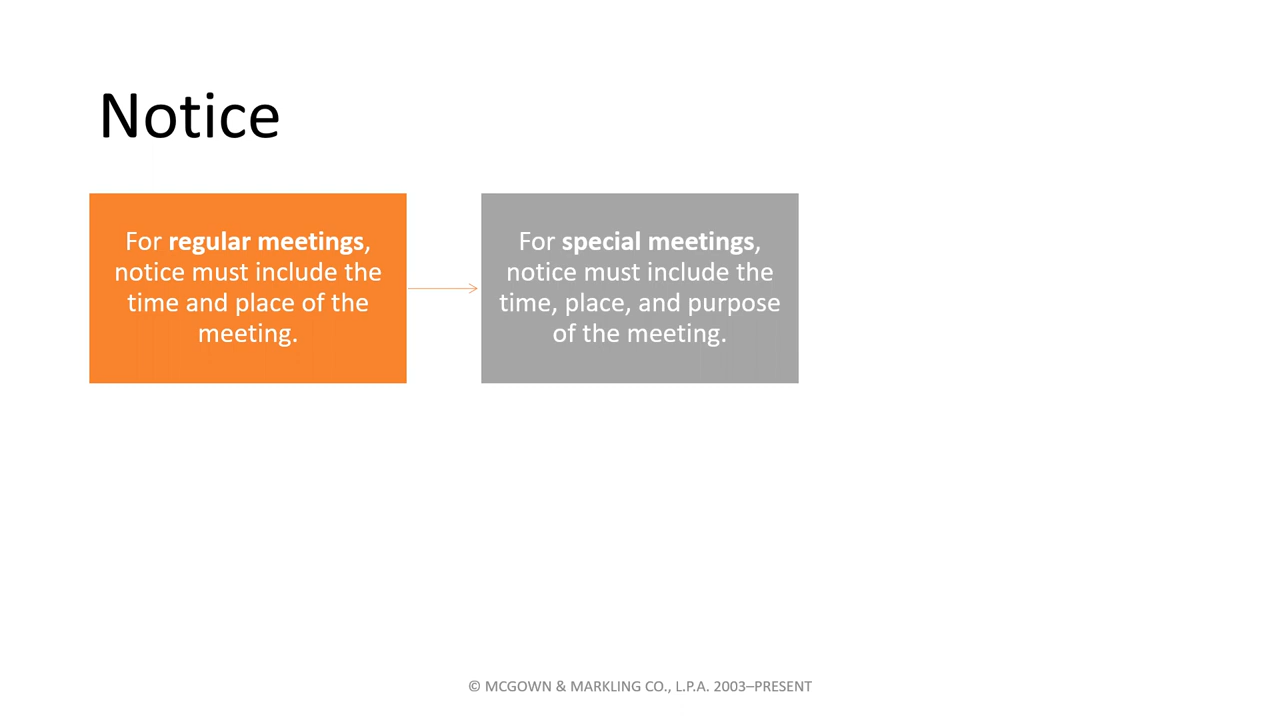 Notice
For regular meetings,
notice must include the
time and place of the
meeting.
For special meetings,
notice must include the
time, place, and purpose
of the meeting.
© MCGOWN & MARKLING CO., L.P.A. 2003–PRESENT